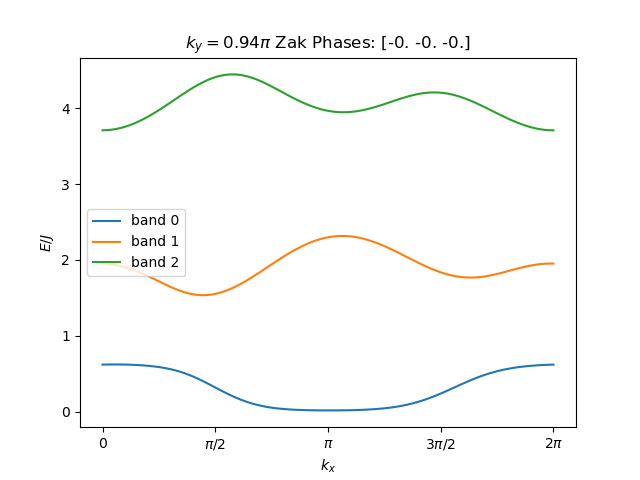 $k_y = 0.94\pi$ Zak Phases: [-0. -0. -0.]
E/J
4
3
2
1
0
band 0
band 1
band 2
0 π/2 π 3π/2 2π
$k_x$